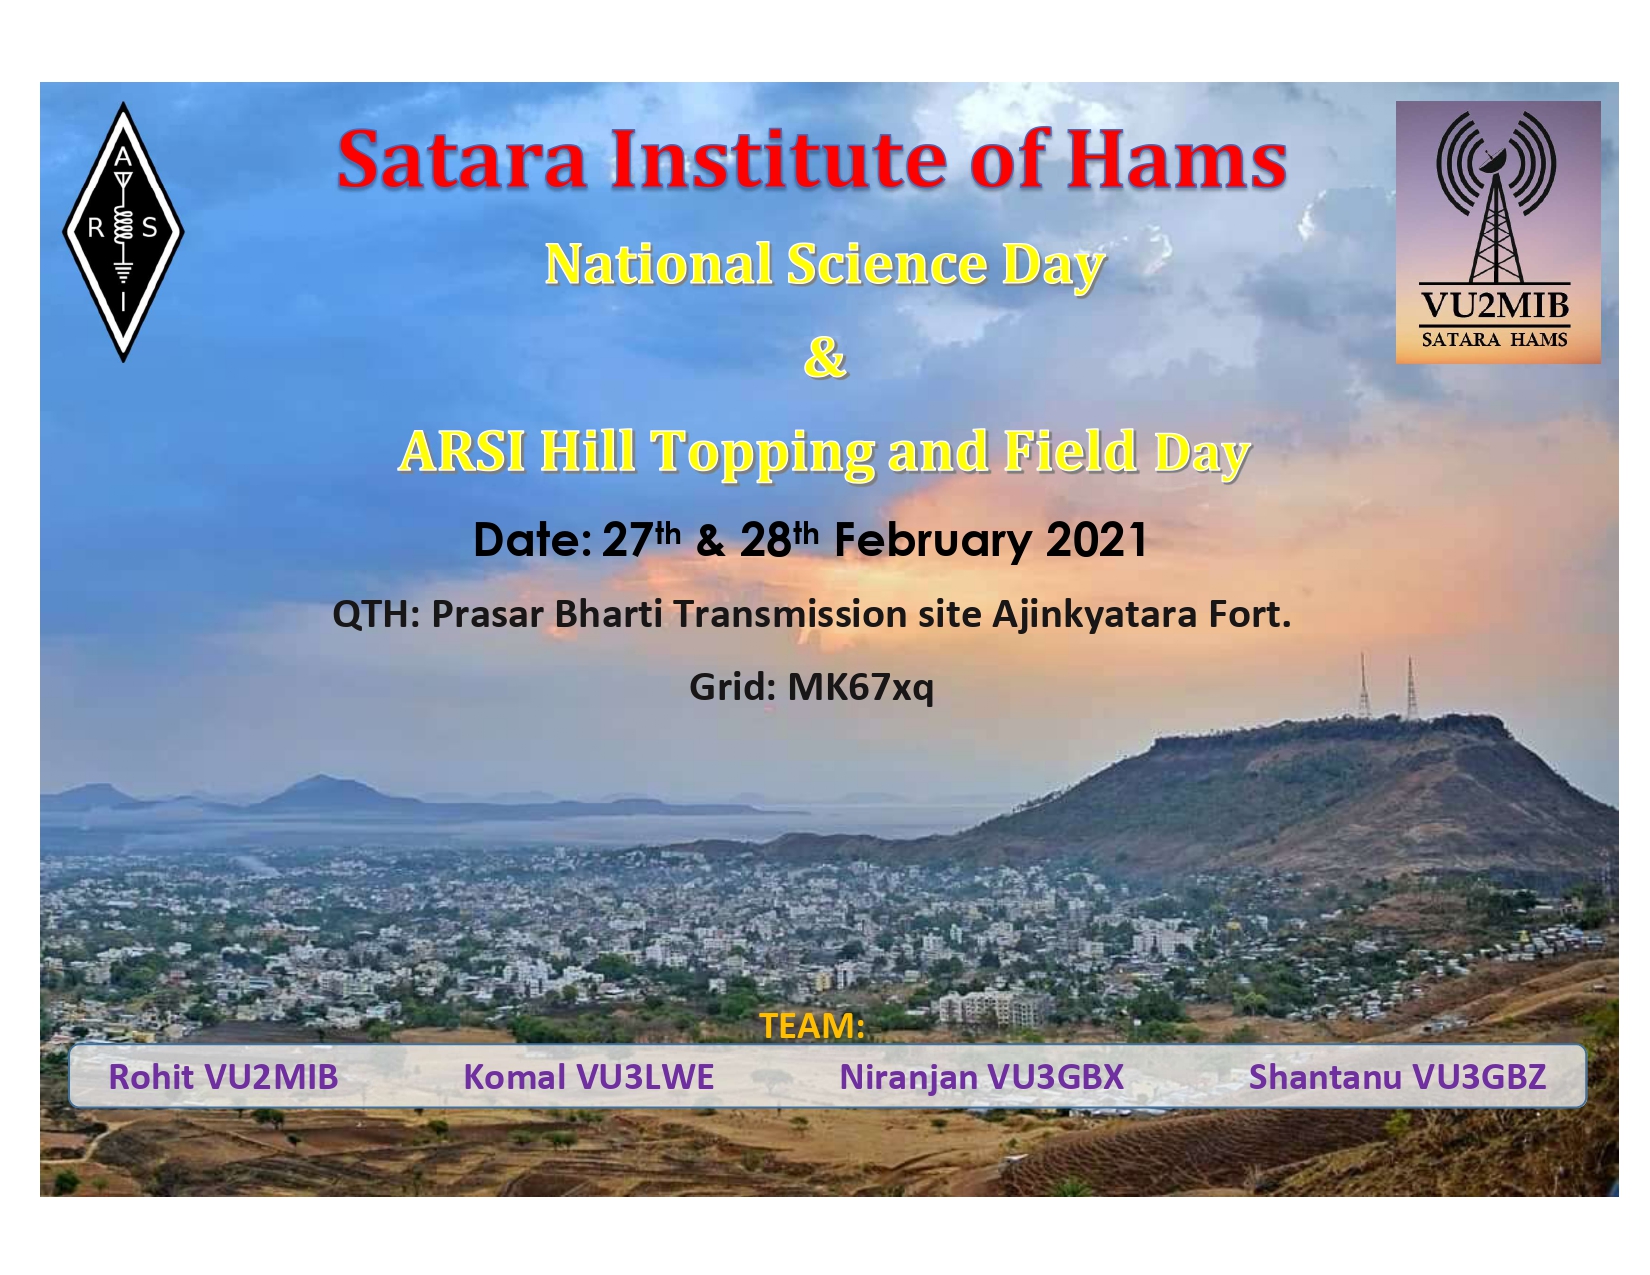 Satara Institute of Hams
National Science Day
&
ARSI Hill Topping and Field Day
Date: 27th & 28th February 2021
QTH: Prasar Bharti Transmission site Ajinkyatara Fort.
Grid: MK67xq
A
R S
I
VU2MIB
SATARA HAMS
TEAM:
Rohit VU2MIB Komal VU3LWE Niranjan VU3GBX Shantanu VU3GBZ